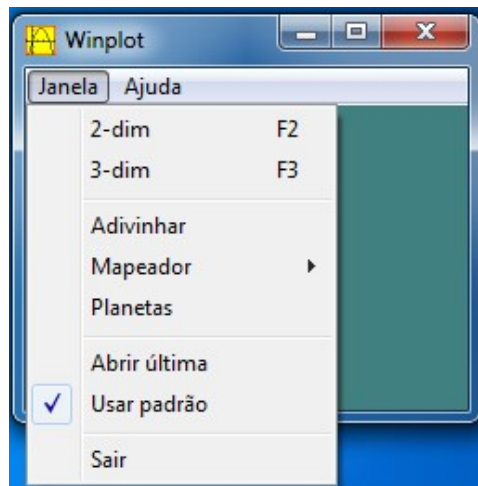 Winplot
Janela Ajuda
2-dim F2
3-dim F3
Adivinhar
Mapeador
Planetas
Abrir última
Usar padrão
Sair